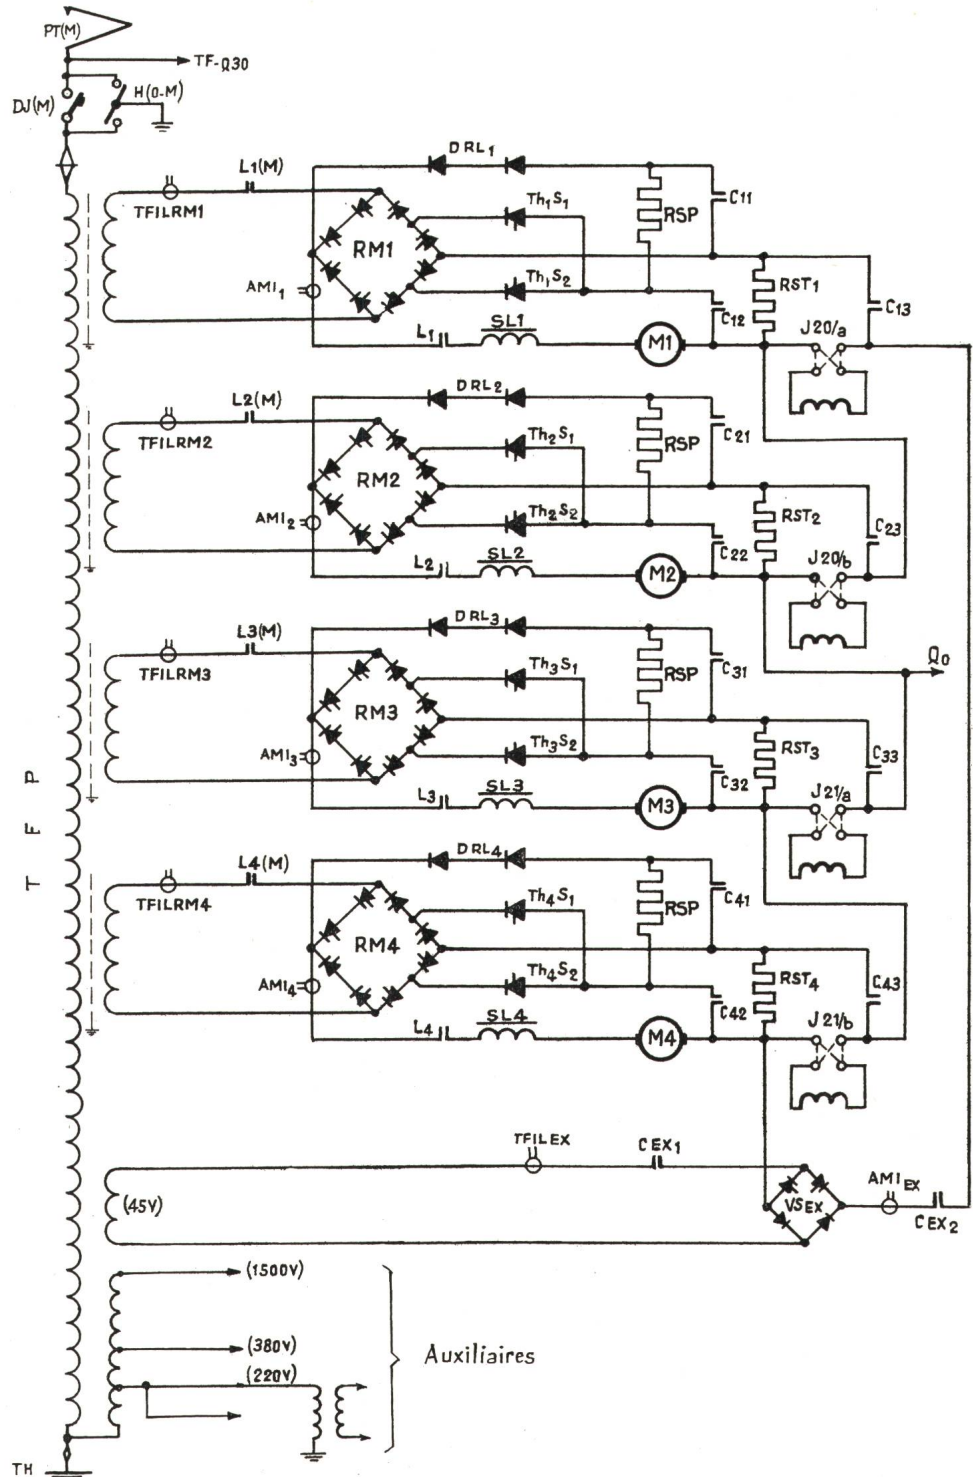 PT(M)
TF-Q30
DJ(M)
H(O-M)
DRL1
L1(M)
TFILRM1
RM1
Th1S1
Th1S2
RSP
C11
AMI1
RST1
C13
C12
L1
SL1
M1
J20/a
DRL2
L2(M)
TFILRM2
RM2
Th2S1
Th2S2
RSP
C21
AMI2
RST2
C23
C22
L2
SL2
M2
J20/b
DRL3
L3(M)
TFILRM3
RM3
Th3S1
Th3S2
RSP
C31
Q0
AMI3
RST3
C33
C32
L3
SL3
M3
J21/a
TFP
DRL4
L4(M)
TFILRM4
RM4
Th4S1
Th4S2
RSP
C41
AMI4
RST4
C43
C42
L4
SL4
M4
J21/b
TFILEX
CEX1
(45V)
VSEX
AMIEX
CEX2
(1500V)
(380V)
(220V)
Auxiliaires
TH